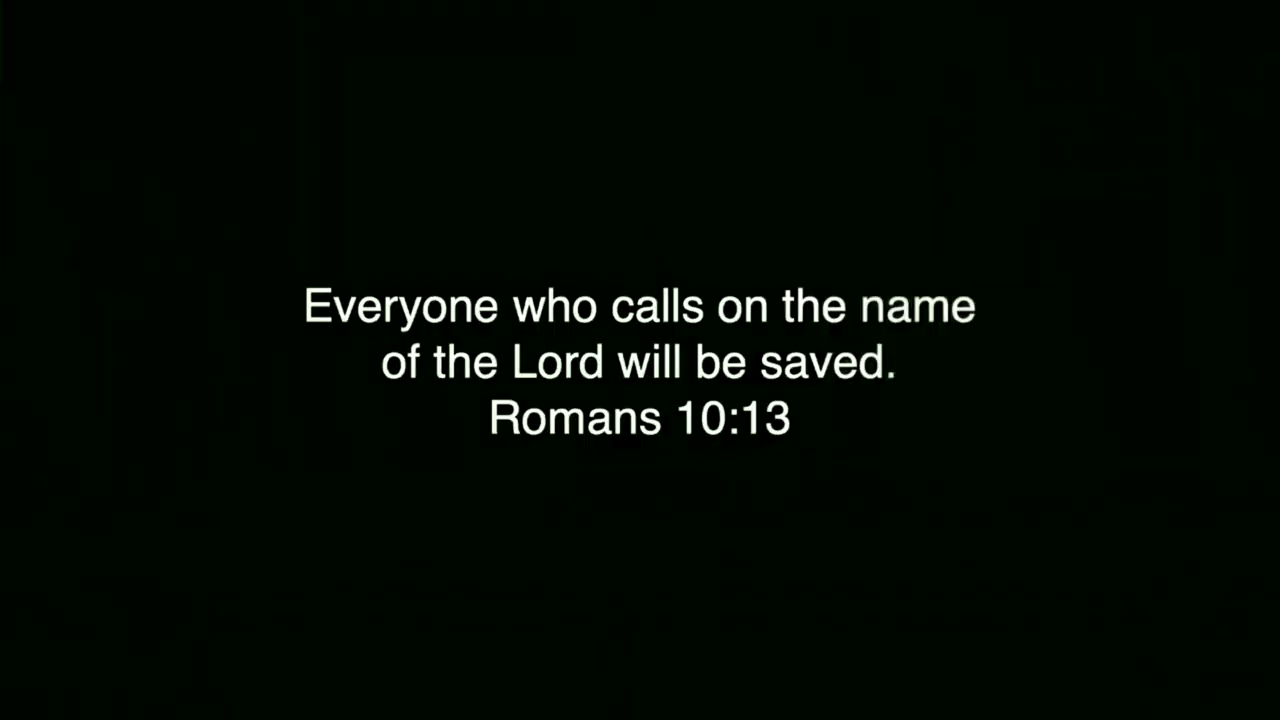 Everyone who calls on the name
of the Lord will be saved.
Romans 10:13